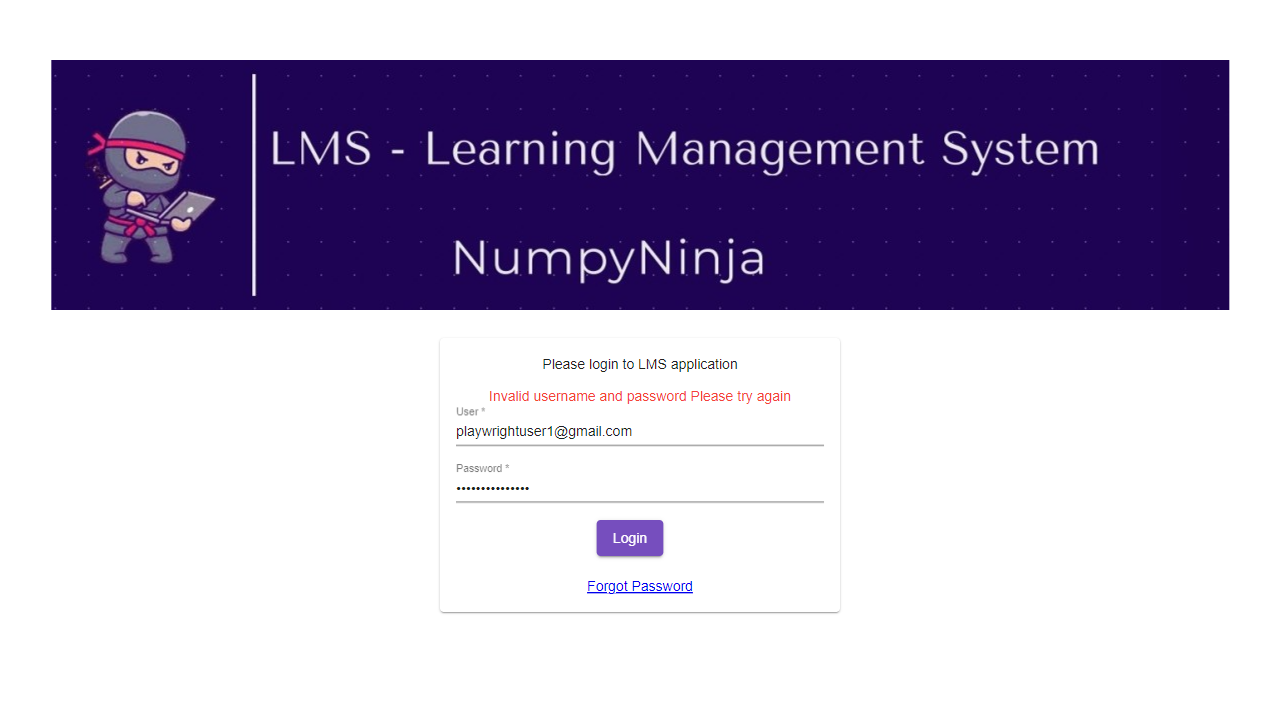 LMS - Learning Management System
NumpyNinja
Please login to LMS application
Invalid username and password Please try again
User *
playwrightuser1@gmail.com
Password *
•••••••••••••••
Login
Forgot Password